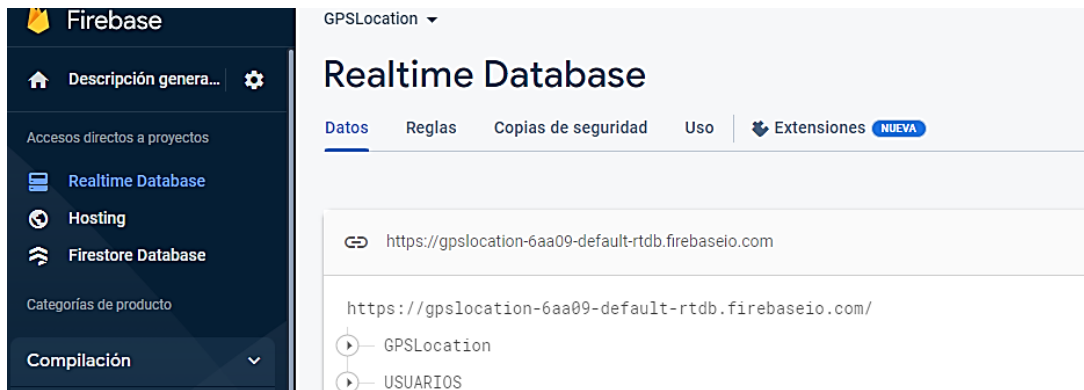 Firebase
Descripción genera...
Accesos directos a proyectos
Realtime Database
Hosting
Firestore Database
Categorías de producto
Compilación
GPSLocation
Realtime Database
Datos Reglas Copias de seguridad Uso Extensiones NUEVA
https://gpslocation-6aa09-default-rtdb.firebaseio.com
https://gpslocation-6aa09-default-rtdb.firebaseio.com/
GPSLocation
USUARIOS